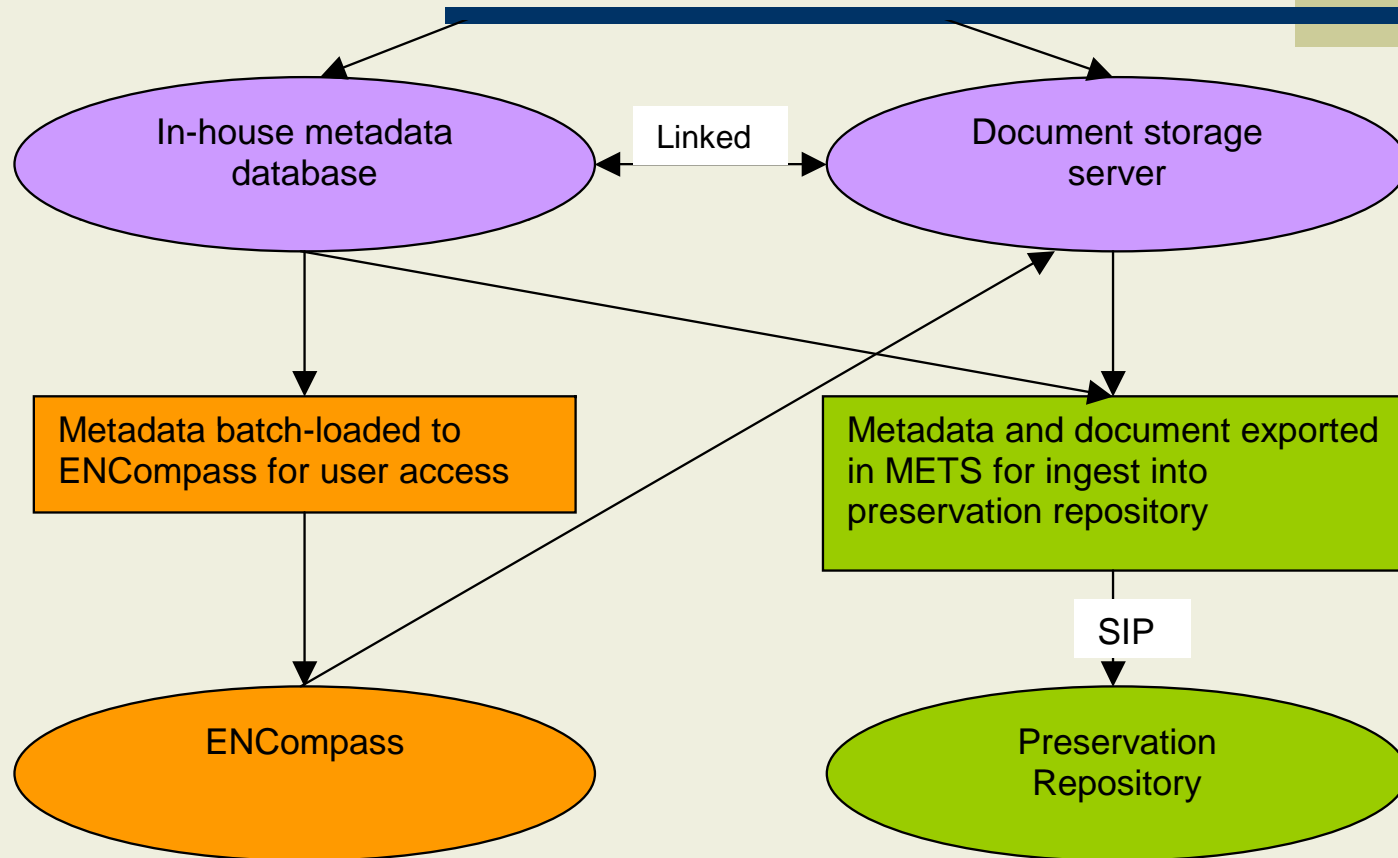 In-house metadata
database
Linked
Document storage
server
Metadata batch-loaded to
ENCompass for user access
Metadata and document exported
in METS for ingest into
preservation repository
SIP
ENCompass
Preservation
Repository